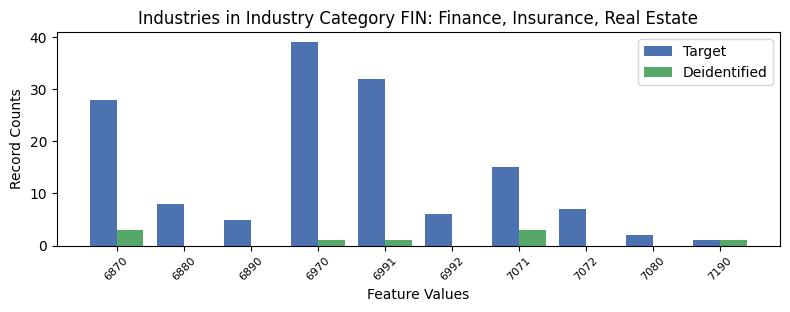 Industries in Industry Category FIN: Finance, Insurance, Real Estate
Target
Deidentified
Record Counts
40
30
20
10
0
6870 6880 6890 6970 6991 6992 7071 7072 7080 7190
Feature Values